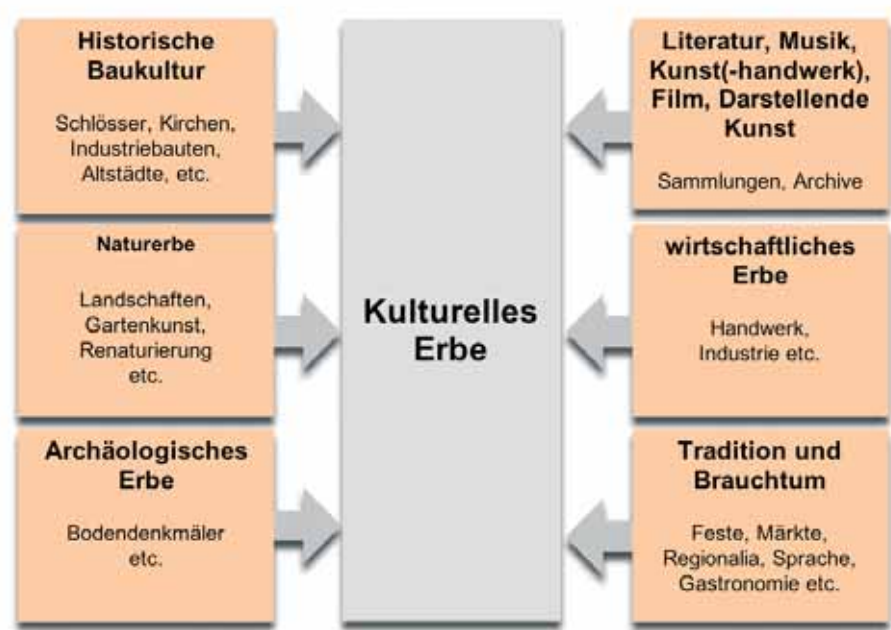 Historische
Baukultur
Schlösser, Kirchen,
Industriebauten,
Altstädte, etc.
Naturerbe
Landschaften,
Gartenkunst,
Renaturierung
etc.
Archäologisches
Erbe
Bodendenkmäler
etc.
Kulturelles
Erbe
Literatur, Musik,
Kunst(-handwerk),
Film, Darstellende
Kunst
Sammlungen, Archive
wirtschaftliches
Erbe
Handwerk,
Industrie etc.
Tradition und
Brauchtum
Feste, Märkte,
Regionalia, Sprache,
Gastronomie etc.